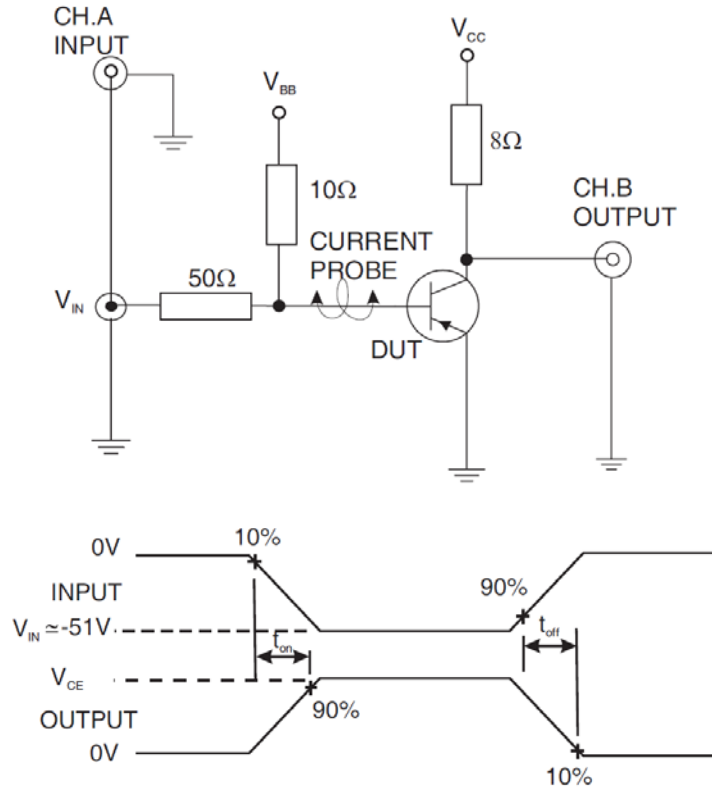 CH.A
INPUT
V_CC
V_BB
8Ω
10Ω
CH.B
OUTPUT
CURRENT
PROBE
50Ω
V_IN
DUT
0V
10%
INPUT
90%
V_IN ≃-51V
t_on
t_off
V_CE
90%
OUTPUT
0V
10%